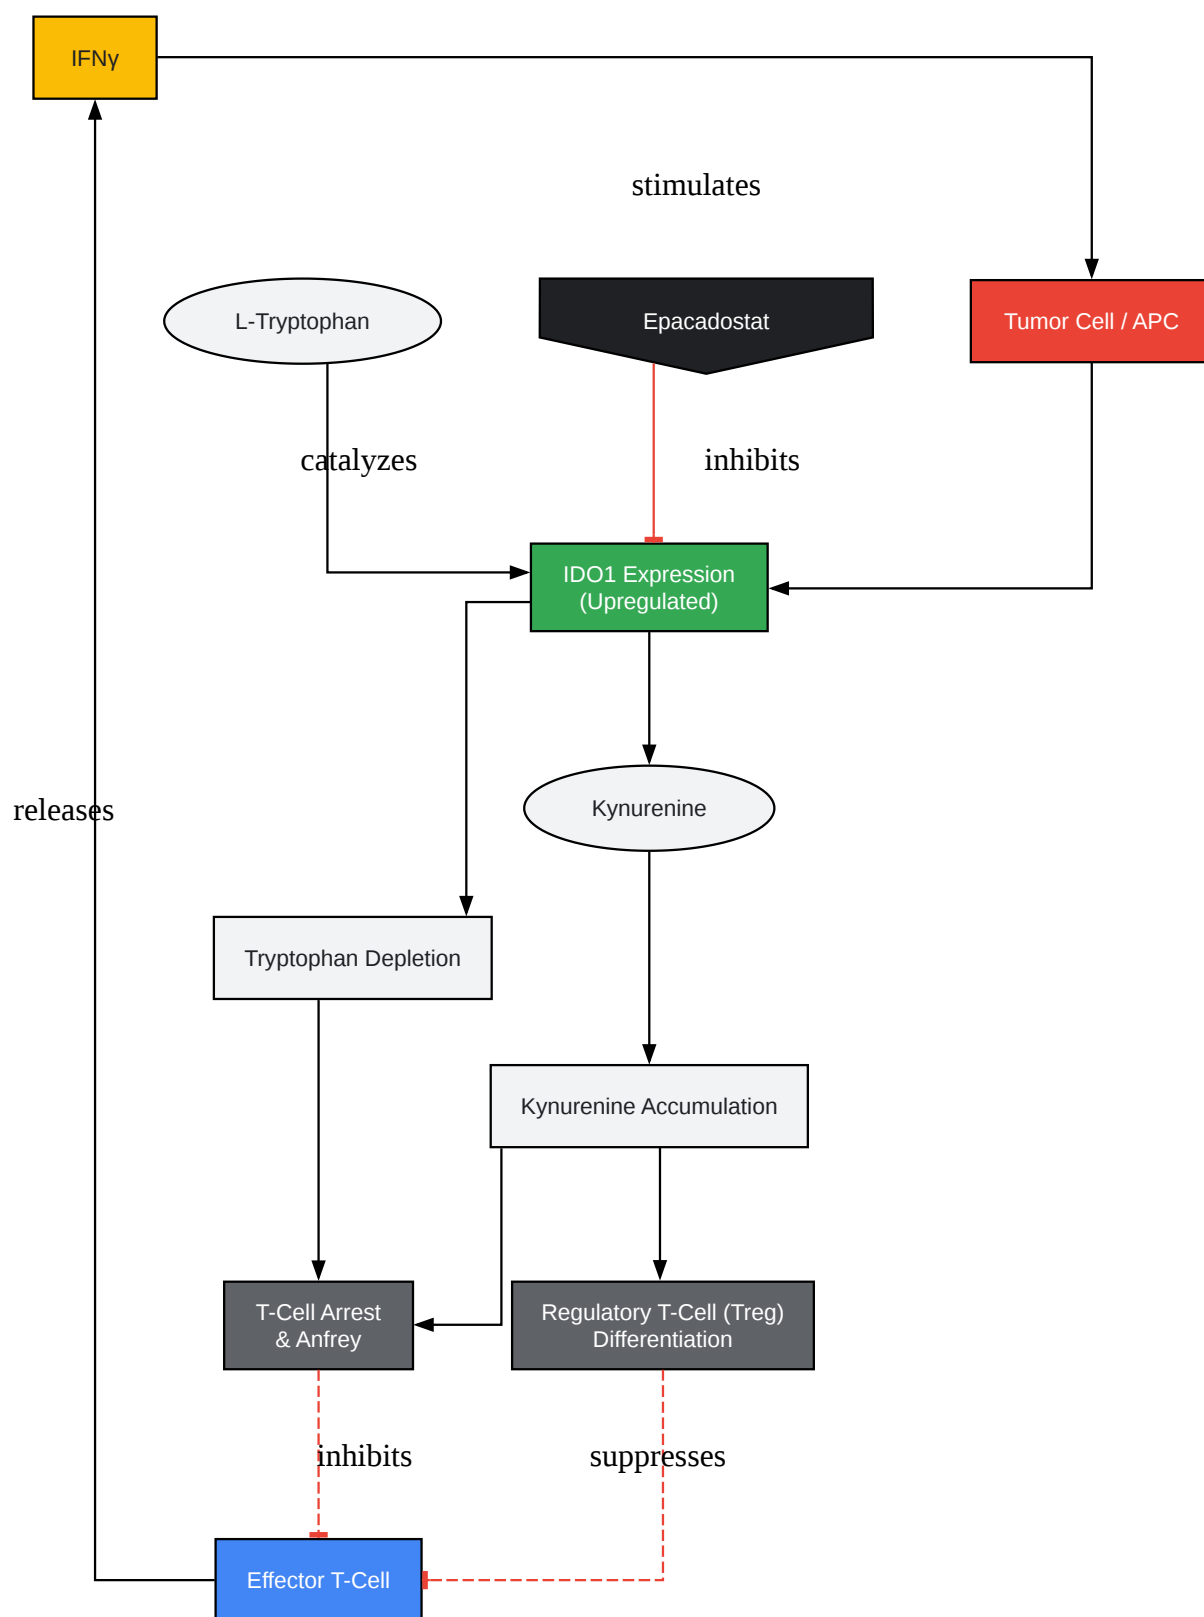 IFNγ
stimulates
L-Tryptophan
Epacadostat
Tumor Cell / APC
catalyzes
inhibits
IDO1 Expression
(Upregulated)
releases
Kynurenine
Tryptophan Depletion
Kynurenine Accumulation
T-Cell Arrest
& Anfrey
Regulatory T-Cell (Treg)
Differentiation
inhibits
suppresses
Effector T-Cell